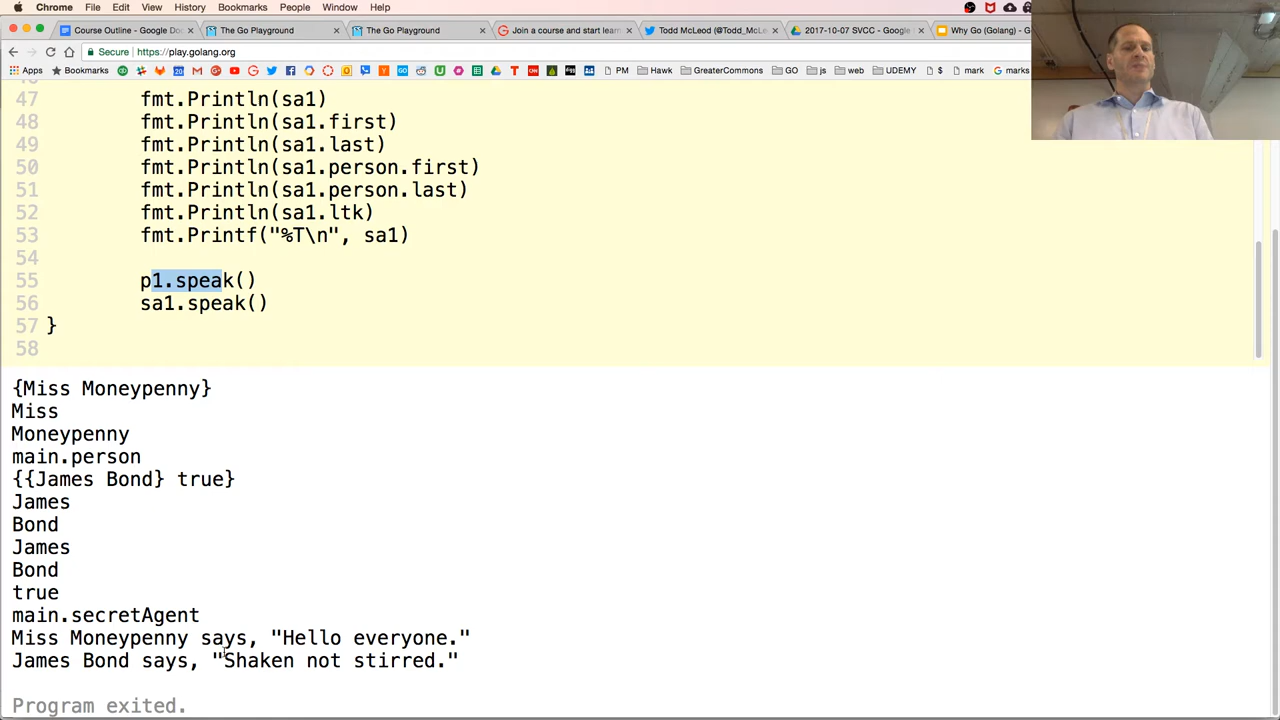 Chrome File Edit View History Bookmarks People Window Help
Course Outline - Google Do
The Go Playground
The Go Playground
Join a course and start lear
Todd McLeod (@Todd_McLe
2017-10-07 SVCC - Google
Why Go (Golang) - G
Secure https://play.golang.org
Apps Bookmarks PM Hawk GreaterCommons GO js web UDEMY $ mark marks
47 fmt.Println(sa1)
48 fmt.Println(sa1.first)
49 fmt.Println(sa1.last)
50 fmt.Println(sa1.person.first)
51 fmt.Println(sa1.person.last)
52 fmt.Println(sa1.ltk)
53 fmt.Printf("%T\n", sa1)
54
55 p1.speak()
56 sa1.speak()
57 }
58
{Miss Moneypenny}
Miss
Moneypenny
main.person
{{James Bond} true}
James
Bond
James
Bond
true
main.secretAgent
Miss Moneypenny says, "Hello everyone."
James Bond says, "Shaken not stirred."
Program exited.